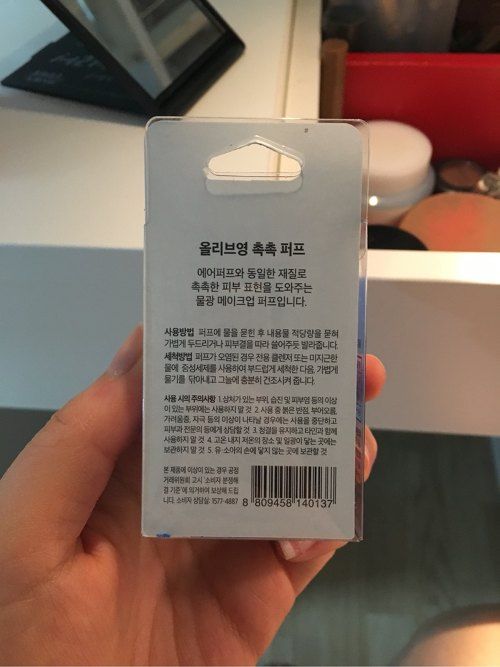 올리브영 촉촉 퍼프
에어퍼프와 동일한 재질로
촉촉한 피부 표현을 도와주는
물광 메이크업 퍼프입니다.
사용방법 퍼프에 물을 묻힌 후 내용물 적당량을 묻혀
가볍게 두드리거나 피부결을 따라 쓸어주듯 발라줍니다.
세척방법 퍼프가 오염된 경우 전용 클렌저 또는 미지근한
물에 중성세제를 사용하여 부드럽게 세척한 다음, 가볍게
물기를 닦아내고 그늘에 충분히 건조시켜 줍니다.
사용 시의 주의사항 1.상처가 있는 부위, 습진 및 피부염 등의 이상
이 있는 부위에는 사용하지 말 것 2. 사용 중 붉은 반점, 부어오름,
가려움증, 자극 등의 이상이 나타날 경우에는 사용을 중단하고
피부과 전문의 등에게 상담할 것 3. 청결을 유지하고 타인과 함께
사용하지 말 것 4. 고온 내지 저온의 장소 및 일광이 닿는 곳에는
보관하지 말 것 5. 유·소아의 손에 닿지 않는 곳에 보관할 것
본 제품에 이상이 있는 경우 공정
거래위원회 고시 '소비자 분쟁해
결 기준'에 의거하여 보상해 드립
니다. 소비자 상담실: 1577-4887
8 809458 140137